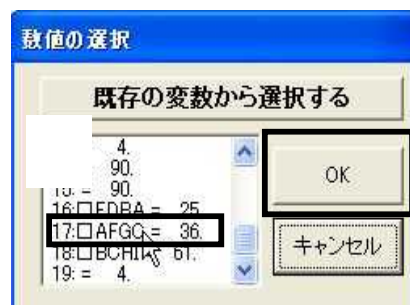 数値の選択
既存の変数から選択する
4.
90.
= 90.
16:□EDBA = 25.
17:□AFGC = 36.
18:□BCHI = 61.
19: = 4.
OK
キャンセル